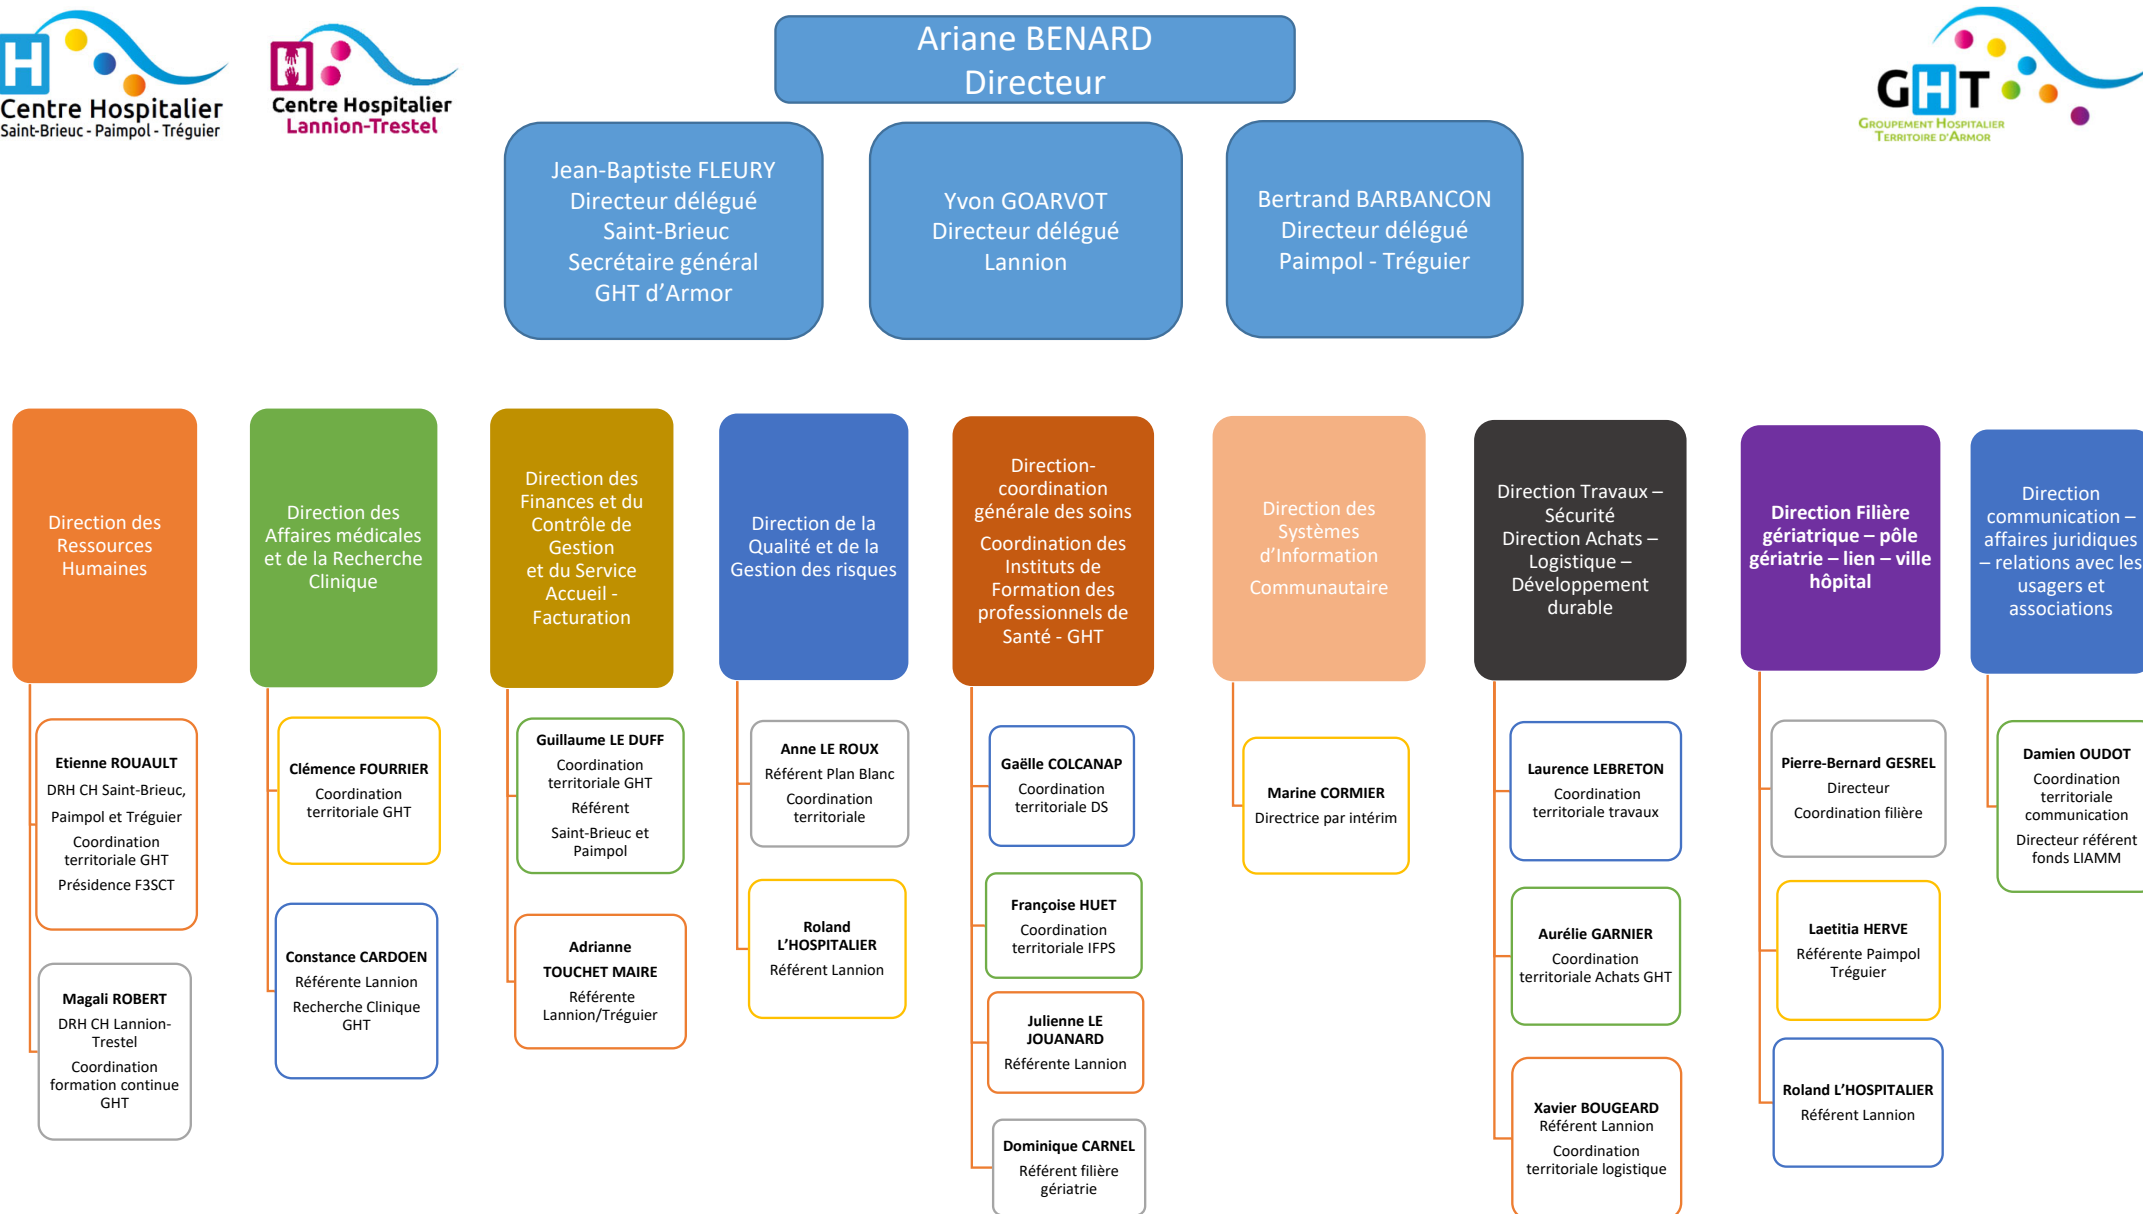 H
Centre Hospitalier
Saint-Brieuc - Paimpol - Tréguier
H
Centre Hospitalier
Lannion-Trestel
Ariane BENARD
Directeur
GHT
GROUPEMENT HOSPITALIER
TERRITOIRE D'ARMOR
Jean-Baptiste FLEURY
Directeur délégué
Saint-Brieuc
Secrétaire général
GHT d’Armor
Yvon GOARVOT
Directeur délégué
Lannion
Bertrand BARBANCON
Directeur délégué
Paimpol - Tréguier
Direction des
Ressources
Humaines
Etienne ROUAULT
DRH CH Saint-Brieuc,
Paimpol et Tréguier
Coordination
territoriale GHT
Présidence F3SCT
Magali ROBERT
DRH CH Lannion-
Trestel
Coordination
formation continue
GHT
Direction des
Affaires médicales
et de la Recherche
Clinique
Clémence FOURRIER
Coordination
territoriale GHT
Constance CARDOEN
Référente Lannion
Recherche Clinique
GHT
Direction des
Finances et du
Contrôle de
Gestion
et du Service
Accueil -
Facturation
Guillaume LE DUFF
Coordination
territoriale GHT
Référent
Saint-Brieuc et
Paimpol
Adrianne
TOUCHET MAIRE
Référente
Lannion/Tréguier
Direction de la
Qualité et de la
Gestion des risques
Anne LE ROUX
Référent Plan Blanc
Coordination
territoriale
Roland
L’HOSPITALIER
Référent Lannion
Direction-
coordination
générale des soins
Coordination des
Instituts de
Formation des
professionnels de
Santé - GHT
Gaëlle COLCANAP
Coordination
territoriale DS
Françoise HUET
Coordination
territoriale IFPS
Julienne LE
JOUANARD
Référente Lannion
Dominique CARNEL
Référent filière
gériatrie
Direction des
Systèmes
d’Information
Communautaire
Marine CORMIER
Directrice par intérim
Direction Travaux –
Sécurité
Direction Achats –
Logistique –
Développement
durable
Laurence LEBRETON
Coordination
territoriale travaux
Aurélie GARNIER
Coordination
territoriale Achats GHT
Xavier BOUGEARD
Référent Lannion
Coordination
territoriale logistique
Direction Filière
gériatrique – pôle
gériatrie – lien – ville
hôpital
Pierre-Bernard GESREL
Directeur
Coordination filière
Laetitia HERVE
Référente Paimpol
Tréguier
Roland L’HOSPITALIER
Référent Lannion
Direction
communication –
affaires juridiques
– relations avec les
usagers et
associations
Damien OUDOT
Coordination
territoriale
communication
Directeur référent
fonds LIAMM